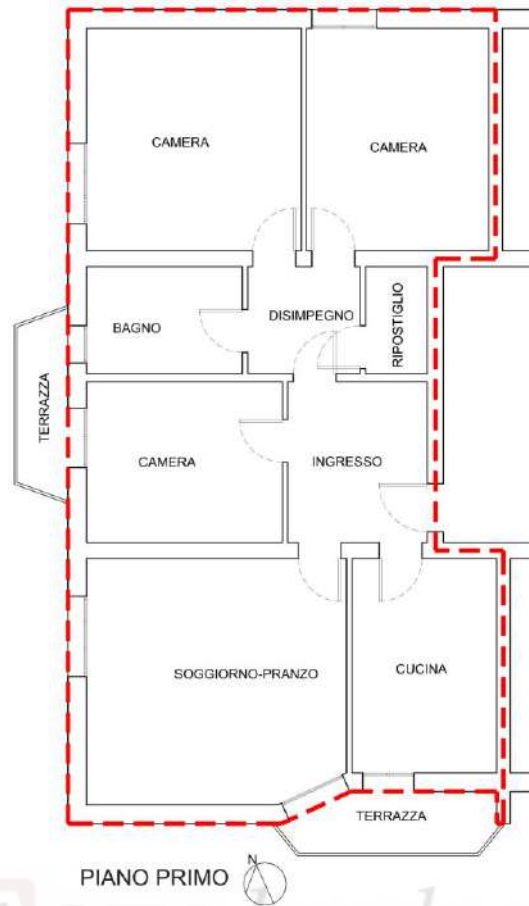 CAMERA
CAMERA
BAGNO
DISIMPEGNO
RIPOSTIGLIO
TERRAZZA
CAMERA
INGRESSO
SOGGIORNO-PRANZO
CUCINA
TERRAZZA
PIANO PRIMO
N